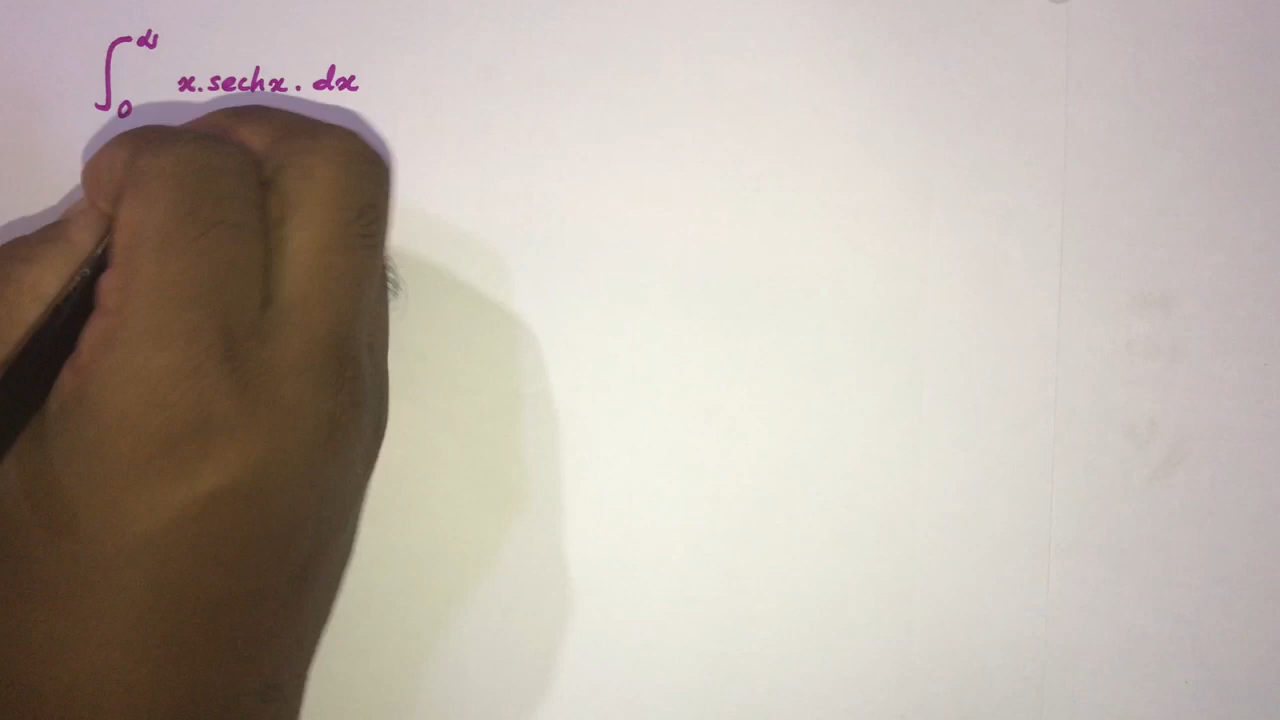 ∫₀^∞ x.sechx. dx